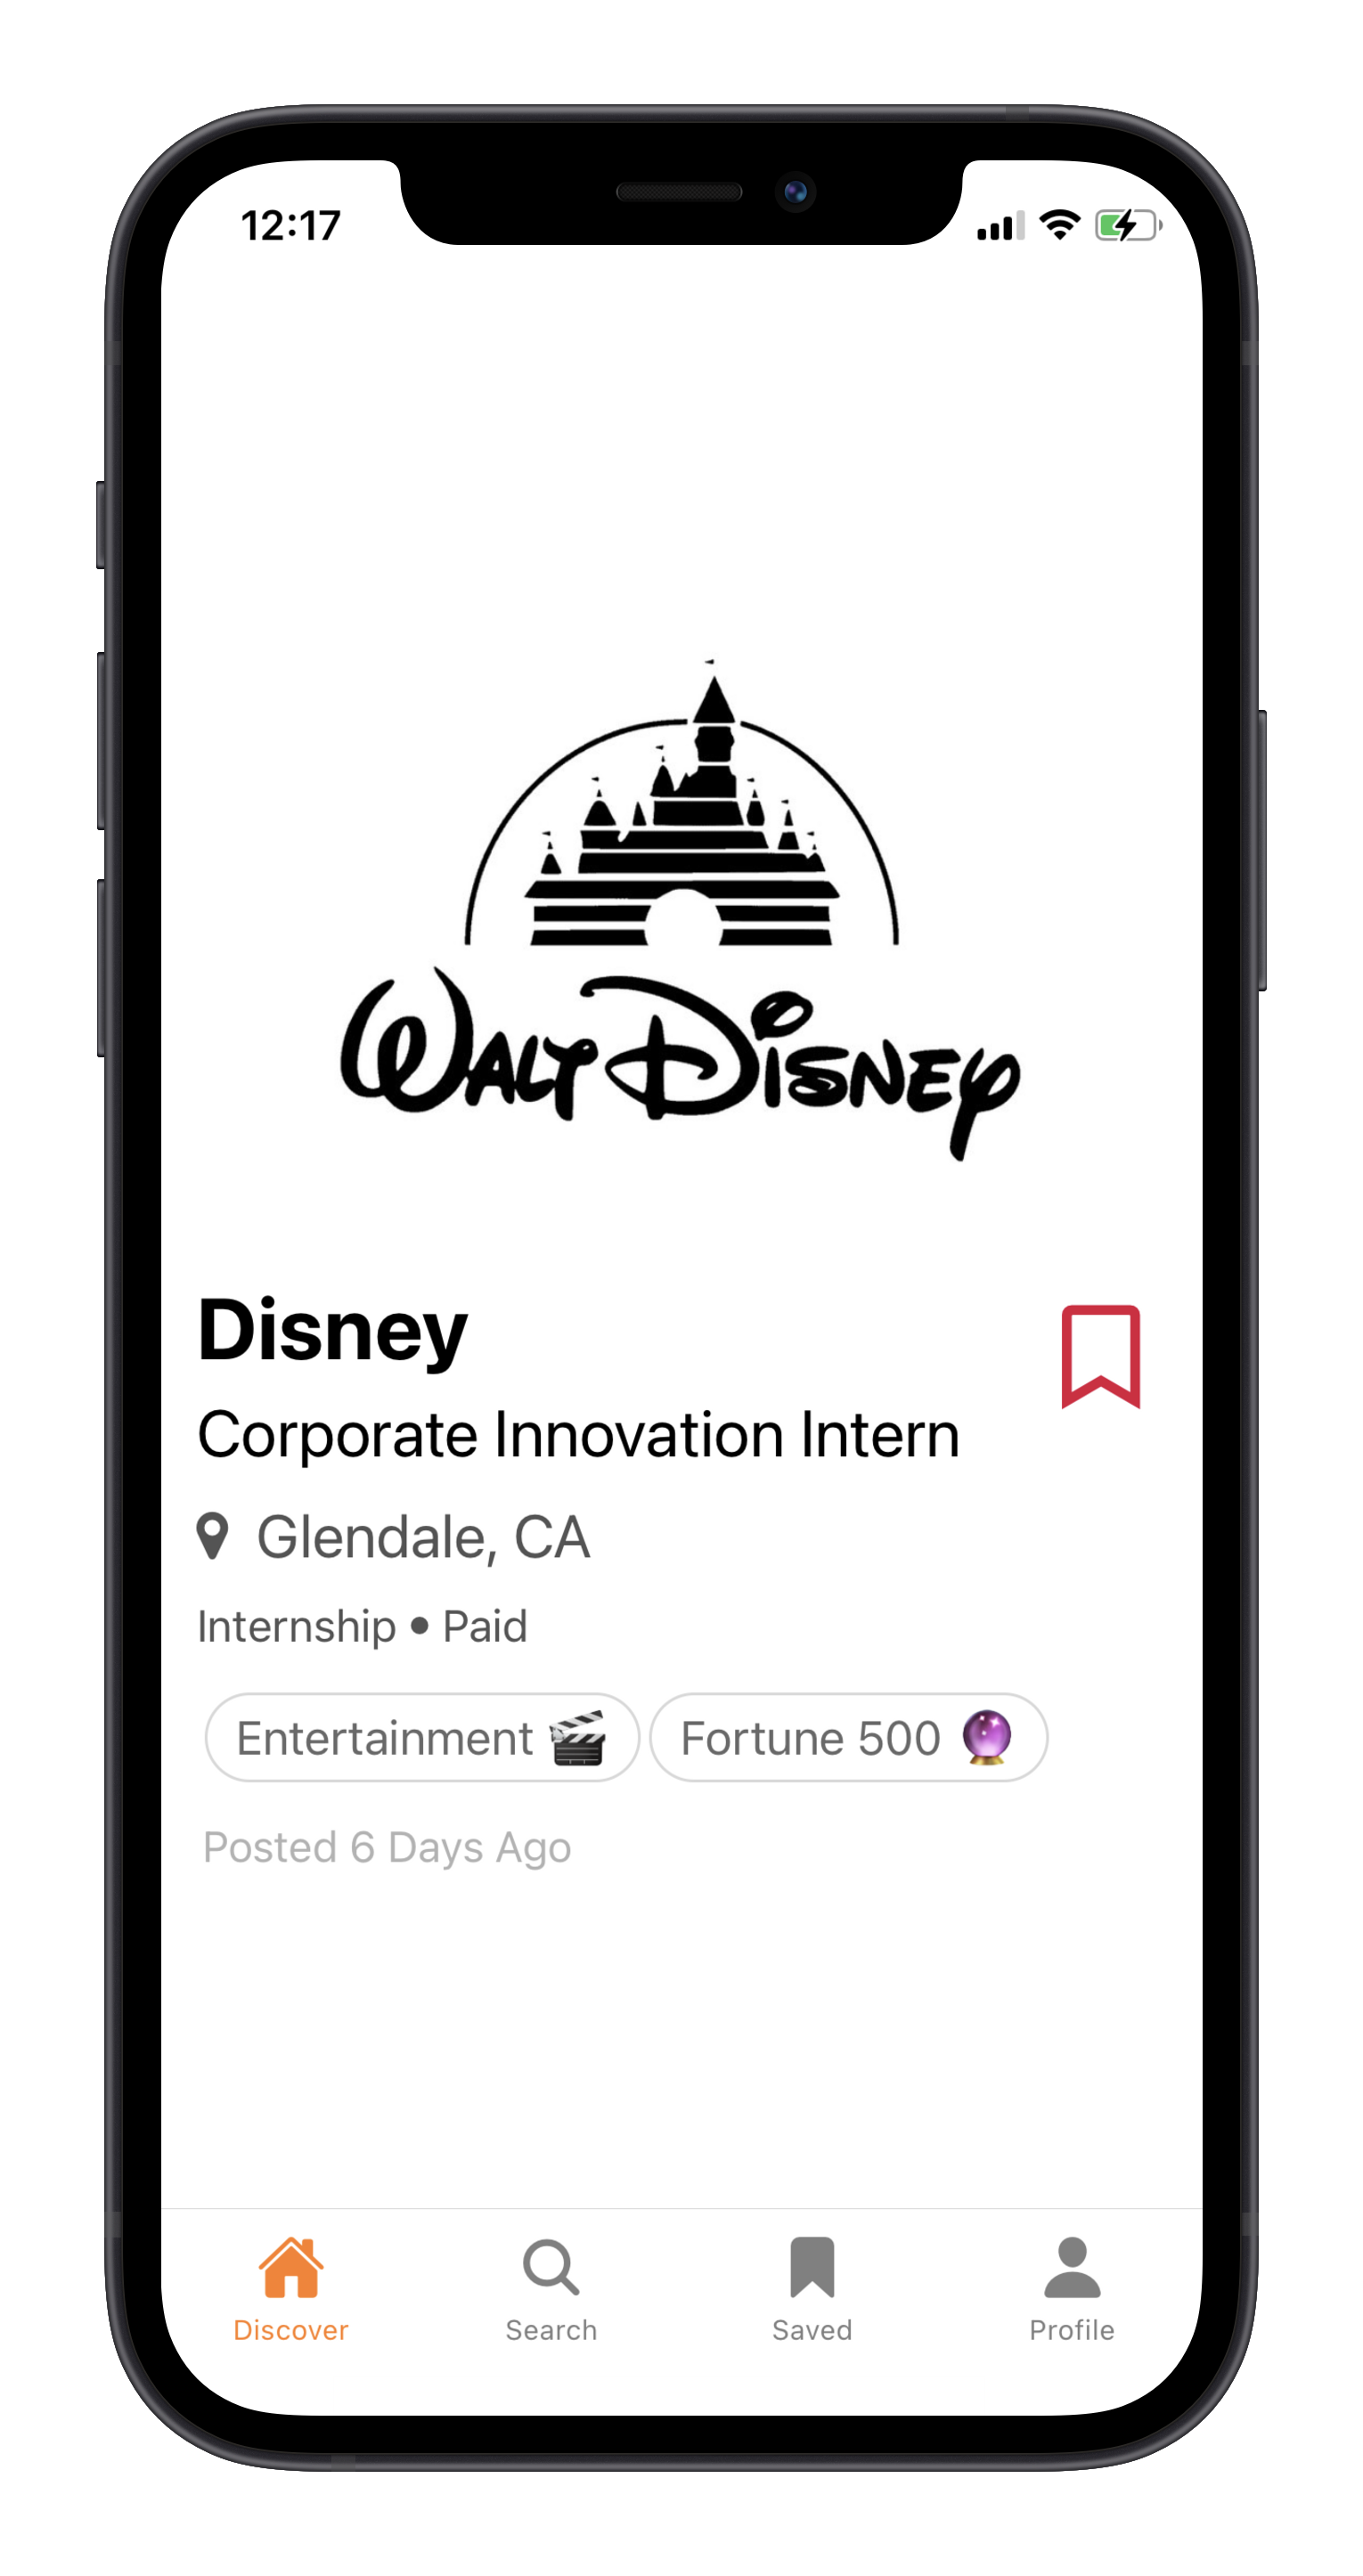 12:17
WALT DISNEY
Disney
Corporate Innovation Intern
Glendale, CA
Internship • Paid
Entertainment 🎬 Fortune 500 🔮
Posted 6 Days Ago
Discover Search Saved Profile